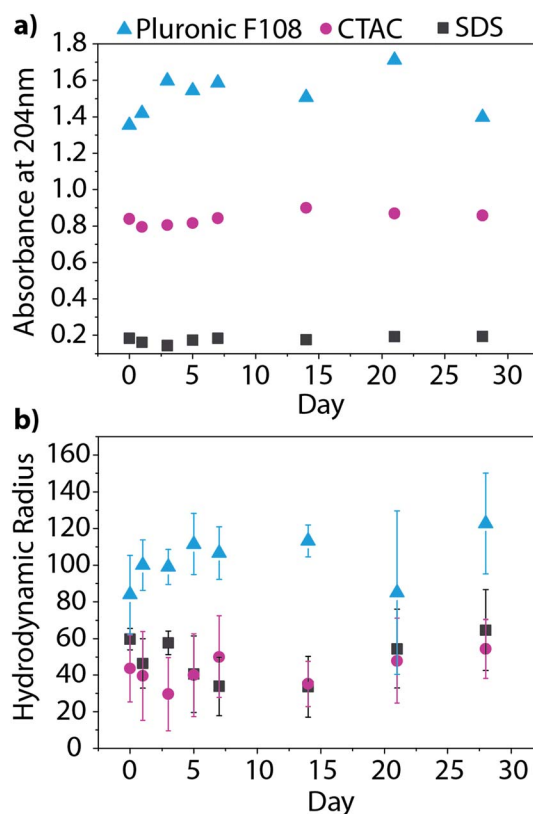 a) Pluronic F108 CTAC SDS
1.8
1.6
1.4
1.2
1.0
0.8
0.6
0.4
0.2
Absorbance at 204nm
0 5 10 15 20 25 30
Day
b)
160
140
120
100
80
60
40
20
0
Hydrodynamic Radius
0 5 10 15 20 25 30
Day